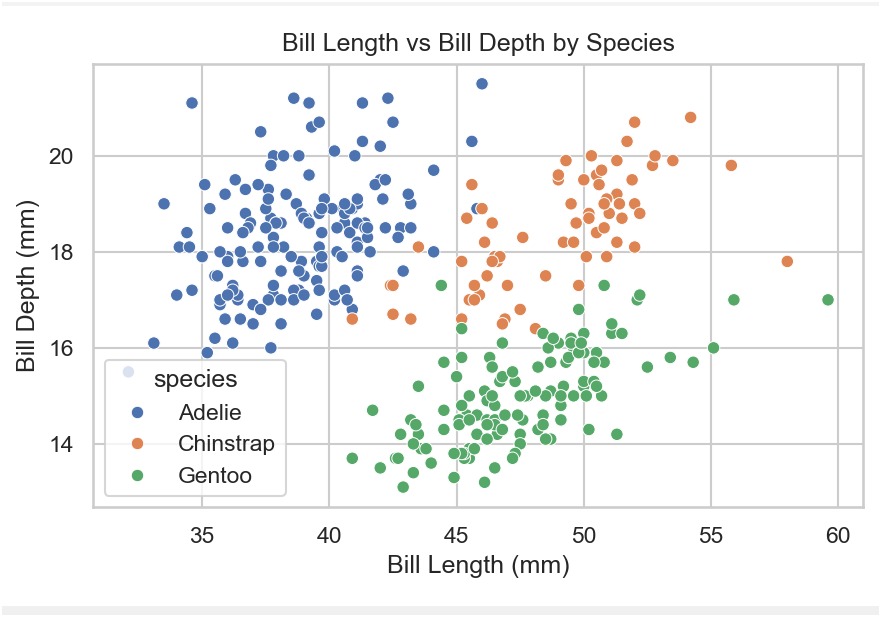 Bill Length vs Bill Depth by Species
20
18
16
14
Bill Depth (mm)
species
Adelie
Chinstrap
Gentoo
35 40 45 50 55 60
Bill Length (mm)